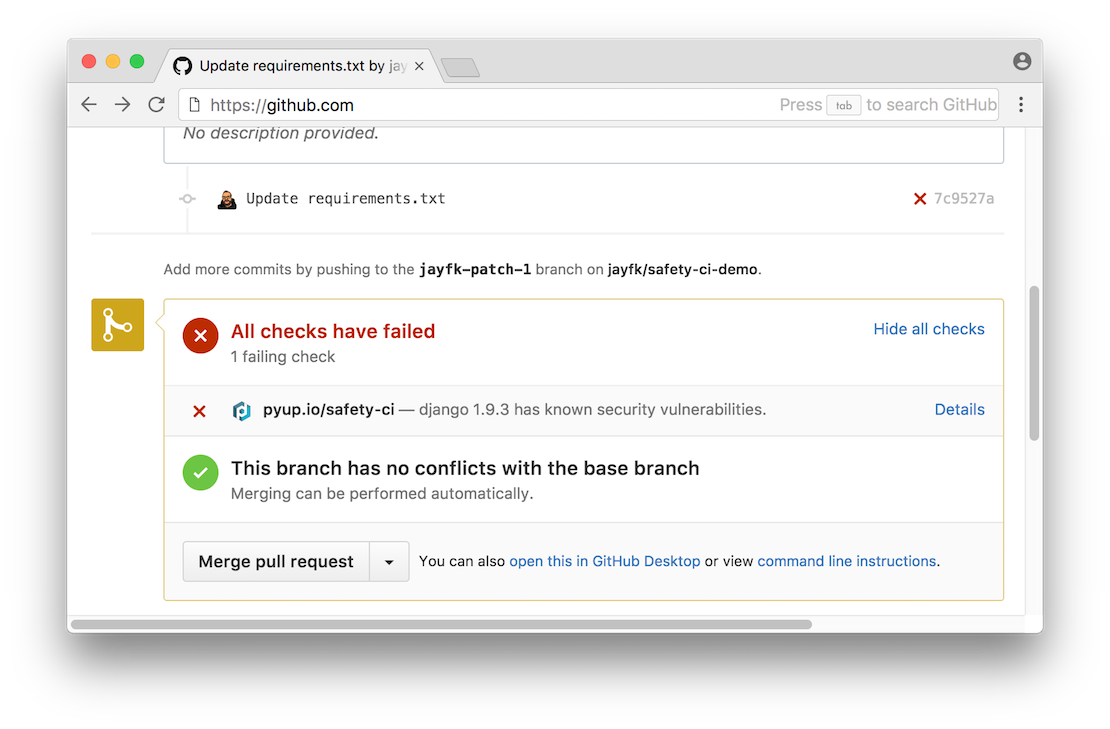 Update requirements.txt by jay
https://github.com
Press tab to search GitHub
No description provided.
Update requirements.txt
7c9527a
Add more commits by pushing to the jayfk-patch-1 branch on jayfk/safety-ci-demo.
All checks have failed
Hide all checks
1 failing check
pyup.io/safety-ci — django 1.9.3 has known security vulnerabilities.
Details
This branch has no conflicts with the base branch
Merging can be performed automatically.
Merge pull request
You can also open this in GitHub Desktop or view command line instructions.